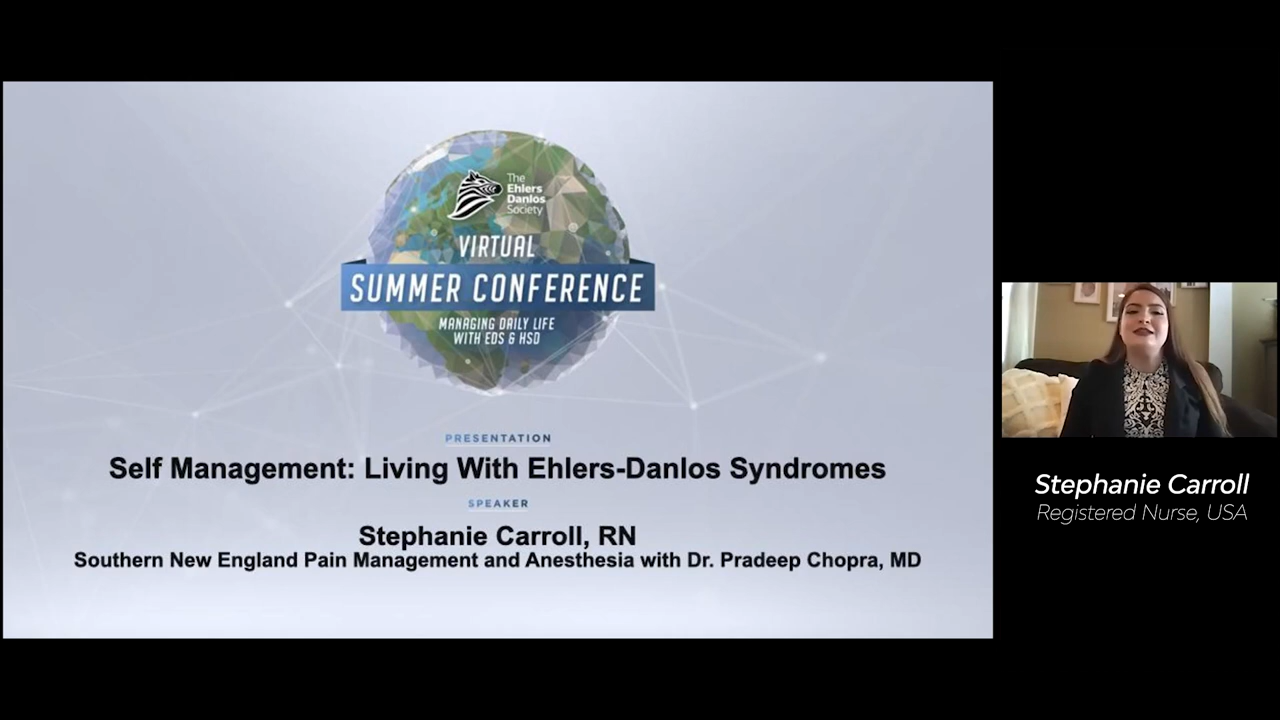 The
Ehlers
Danlos
Society
VIRTUAL
SUMMER CONFERENCE
MANAGING DAILY LIFE
WITH EDS & HSD
PRESENTATION
Self Management: Living With Ehlers-Danlos Syndromes
SPEAKER
Stephanie Carroll, RN
Southern New England Pain Management and Anesthesia with Dr. Pradeep Chopra, MD
Stephanie Carroll
Registered Nurse, USA